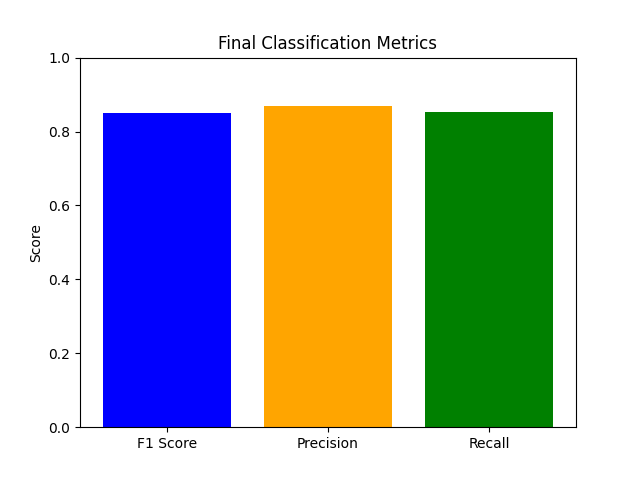 Final Classification Metrics
1.0
0.8
0.6
0.4
0.2
0.0
Score
F1 Score
Precision
Recall